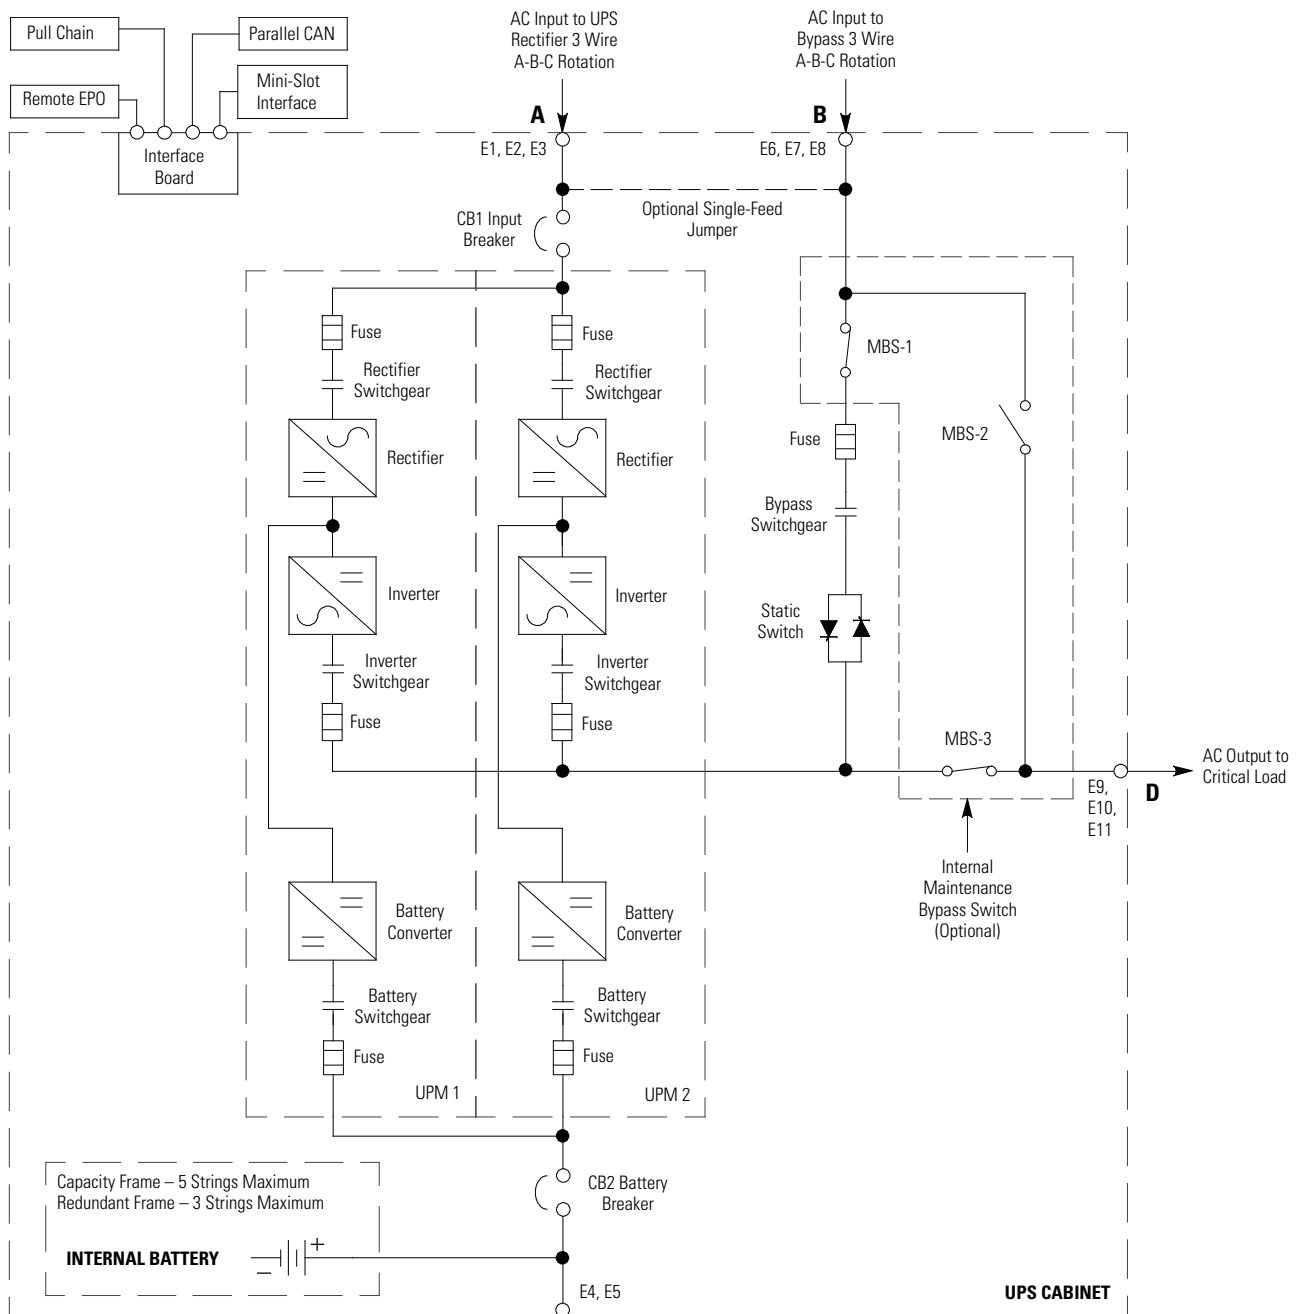 Pull Chain
Parallel CAN
Remote EPO
Mini-Slot
Interface
Interface
Board
AC Input to UPS
Rectifier 3 Wire
A-B-C Rotation
AC Input to
Bypass 3 Wire
A-B-C Rotation
A
B
E1, E2, E3
E6, E7, E8
Optional Single-Feed
Jumper
CB1 Input
Breaker
Fuse
Rectifier
Switchgear
Rectifier
Inverter
Inverter
Switchgear
Fuse
Battery
Converter
Battery
Switchgear
Fuse
UPM 1
Fuse
Rectifier
Switchgear
Rectifier
Inverter
Inverter
Switchgear
Fuse
Battery
Converter
Battery
Switchgear
Fuse
UPM 2
MBS-1
MBS-2
Fuse
Bypass
Switchgear
Static
Switch
MBS-3
E9,
E10,
E11
D
AC Output to
Critical Load
Internal
Maintenance
Bypass Switch
(Optional)
Capacity Frame – 5 Strings Maximum
Redundant Frame – 3 Strings Maximum
INTERNAL BATTERY
– +
CB2 Battery
Breaker
E4, E5
UPS CABINET